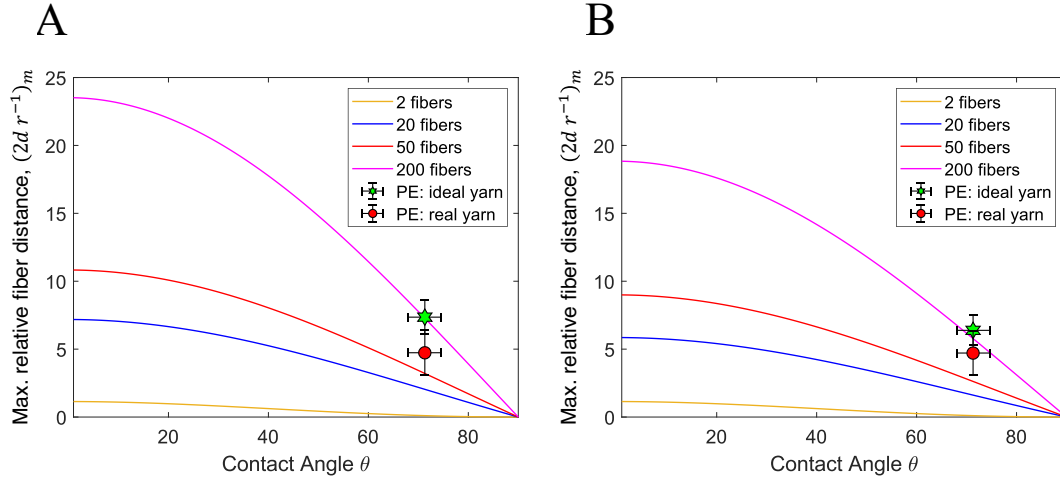 A
Max. relative fiber distance, (2d r⁻¹)ₘ
25
20
15
10
5
0
20
40
60
80
Contact Angle θ
2 fibers
20 fibers
50 fibers
200 fibers
PE: ideal yarn
PE: real yarn
B
Max. relative fiber distance, (2d r⁻¹)ₘ
25
20
15
10
5
0
20
40
60
80
Contact Angle θ
2 fibers
20 fibers
50 fibers
200 fibers
PE: ideal yarn
PE: real yarn